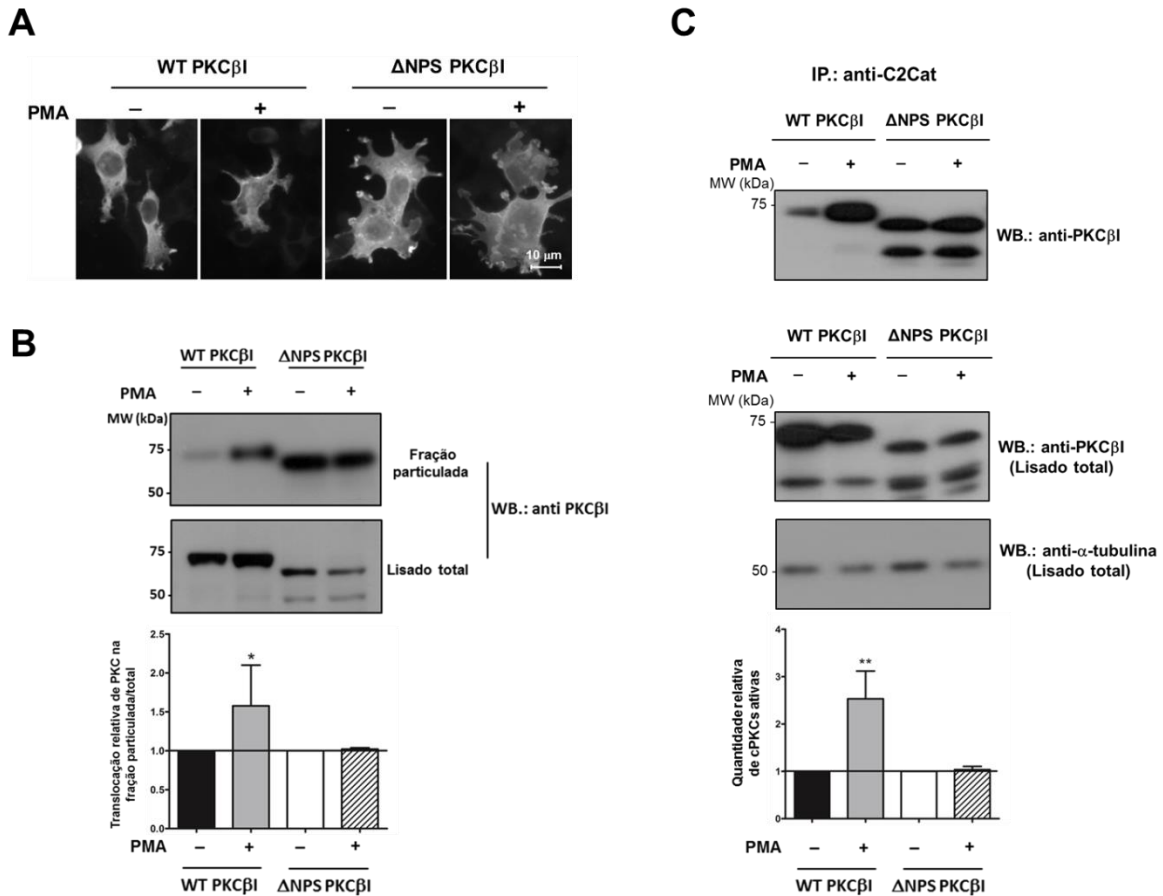 A
WT PKCβI
ΔNPS PKCβI
PMA – + – +
10 μm
B
WT PKCβI ΔNPS PKCβI
PMA – + – +
MW (kDa)
75
50
Fração
particulada
WB.: anti PKCβI
75
50
Lisado total
Translocação relativa de PKC na
fração particulada/total
2.5
2.0
1.5
1.0
0.5
0.0
*
PMA – + – +
WT PKCβI ΔNPS PKCβI
C
IP.: anti-C2Cat
WT PKCβI ΔNPS PKCβI
PMA – + – +
MW (kDa)
75
WB.: anti-PKCβI
WT PKCβI ΔNPS PKCβI
PMA – + – +
MW (kDa)
75
WB.: anti-PKCβI
(Lisado total)
50
WB.: anti-α-tubulina
(Lisado total)
Quantidade relativa
de cPKCs ativas
4
3
2
1
0
**
PMA – + – +
WT PKCβI ΔNPS PKCβI